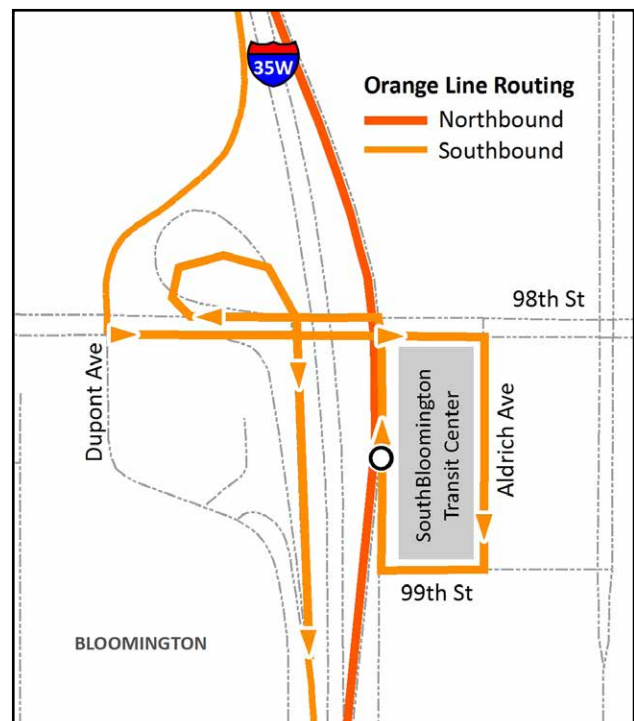 35W
Orange Line Routing
Northbound
Southbound
98th St
Dupont Ave
SouthBloomington
Transit Center
Aldrich Ave
99th St
BLOOMINGTON